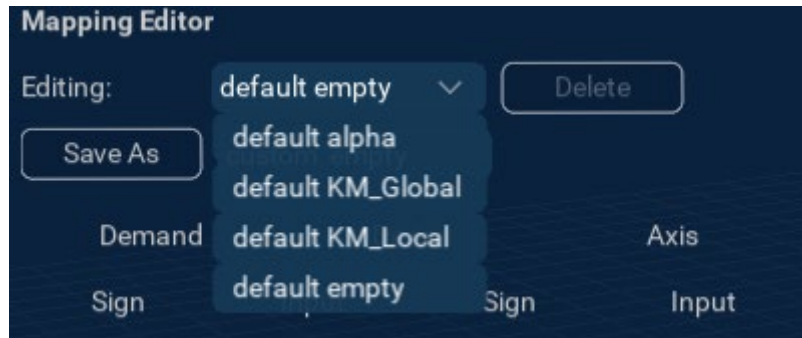 Mapping Editor
Editing: default empty Delete
Save As default alpha
default KM_Global
Demand default KM_Local Axis
default empty
Sign Sign Input